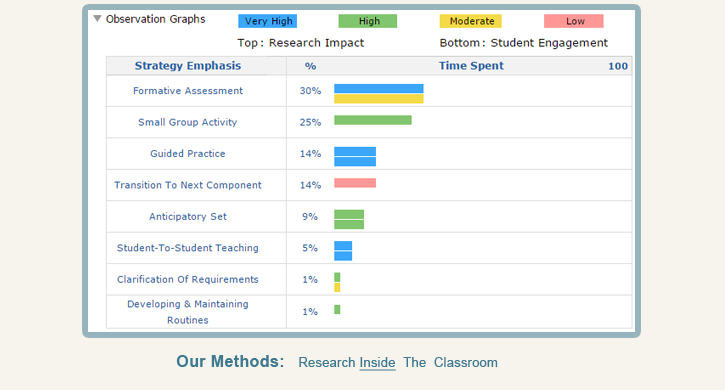 Observation Graphs Very High High Moderate Low
Top: Research Impact Bottom: Student Engagement
Strategy Emphasis % Time Spent 100
Formative Assessment 30%
Small Group Activity 25%
Guided Practice 14%
Transition To Next Component 14%
Anticipatory Set 9%
Student-To-Student Teaching 5%
Clarification Of Requirements 1%
Developing & Maintaining
Routines 1%
Our Methods: Research Inside The Classroom